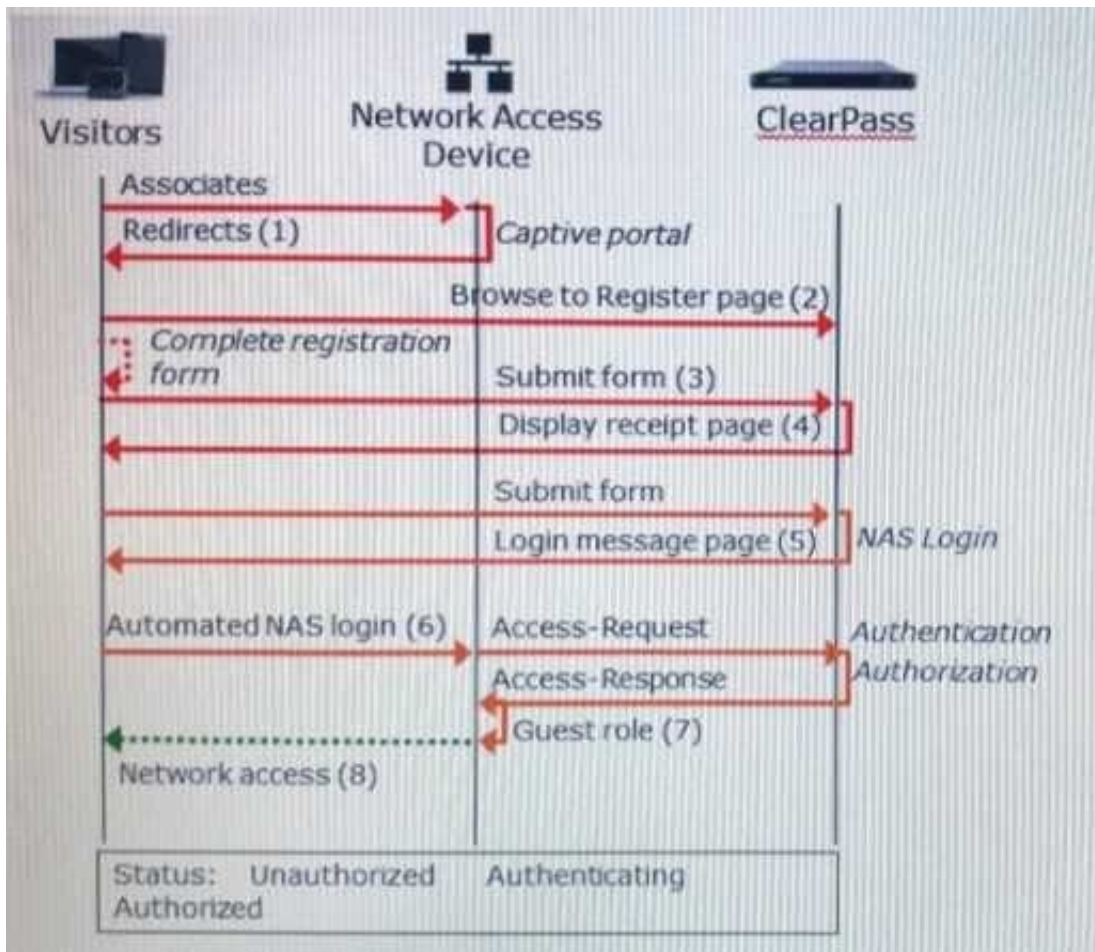 Visitors
Network Access
Device
ClearPass
Associates
Redirects (1)
Captive portal
Browse to Register page (2)
Complete registration
form
Submit form (3)
Display receipt page (4)
Submit form
Login message page (5)
NAS Login
Automated NAS login (6)
Access-Request
Authentication
Access-Response
Authorization
Guest role (7)
Network access (8)
Status: Unauthorized Authenticating
Authorized